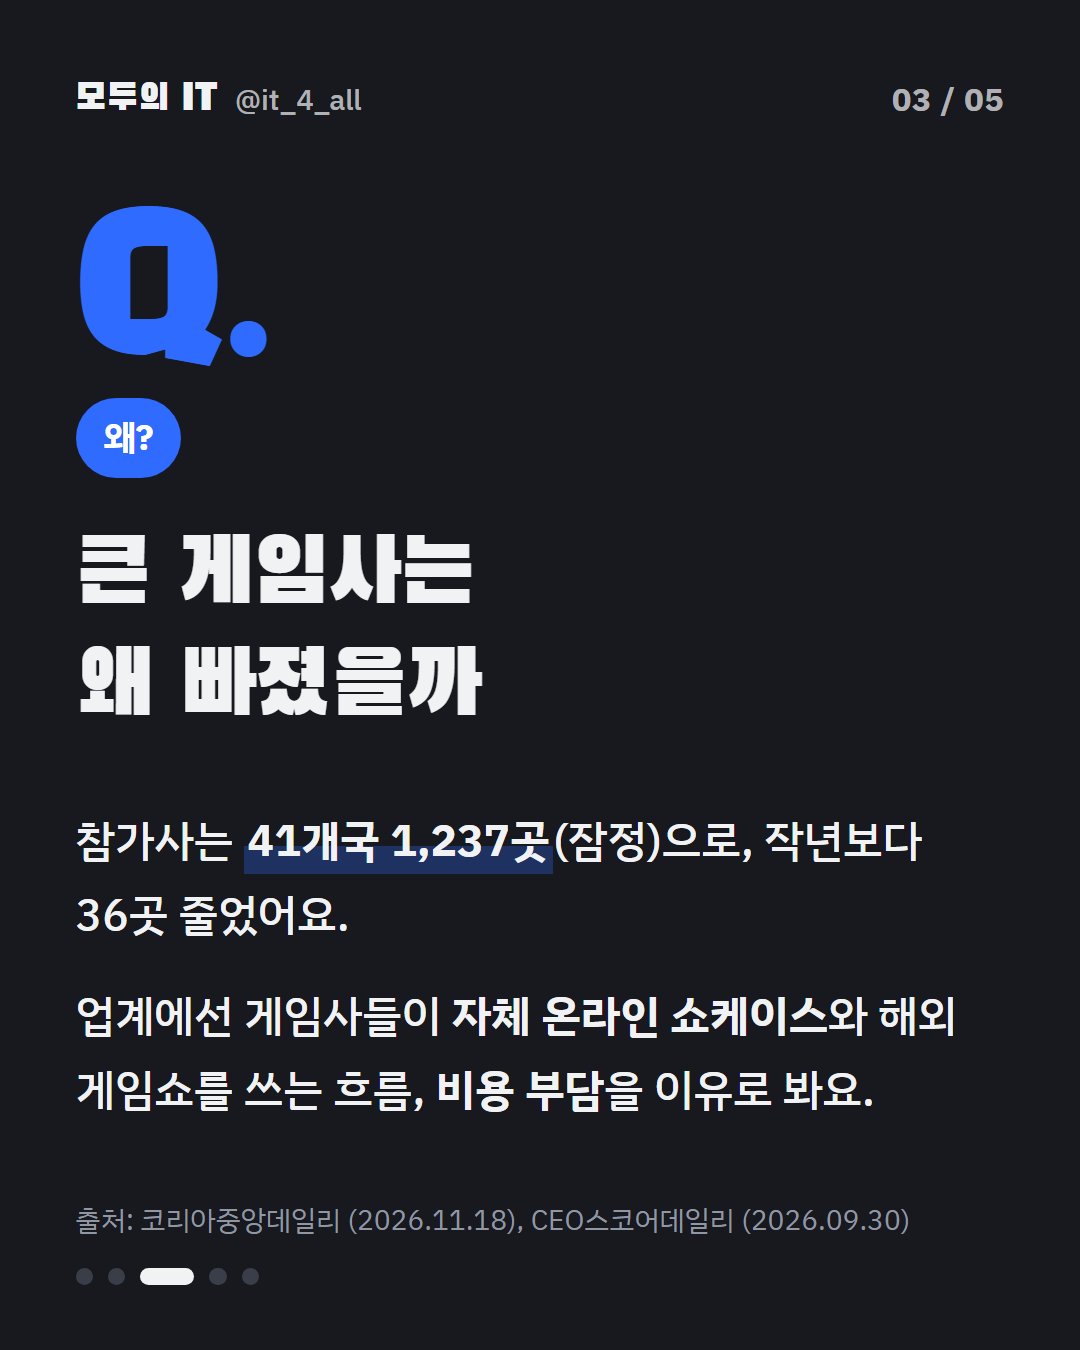 모두의 IT @it_4_all
03 / 05
Q.
왜?
큰 게임사는
왜 빠졌을까
참가사는 41개국 1,237곳(잠정)으로, 작년보다
36곳 줄었어요.
업계에선 게임사들이 자체 온라인 쇼케이스와 해외
게임쇼를 쓰는 흐름, 비용 부담을 이유로 봐요.
출처: 코리아중앙데일리 (2026.11.18), CEO스코어데일리 (2026.09.30)